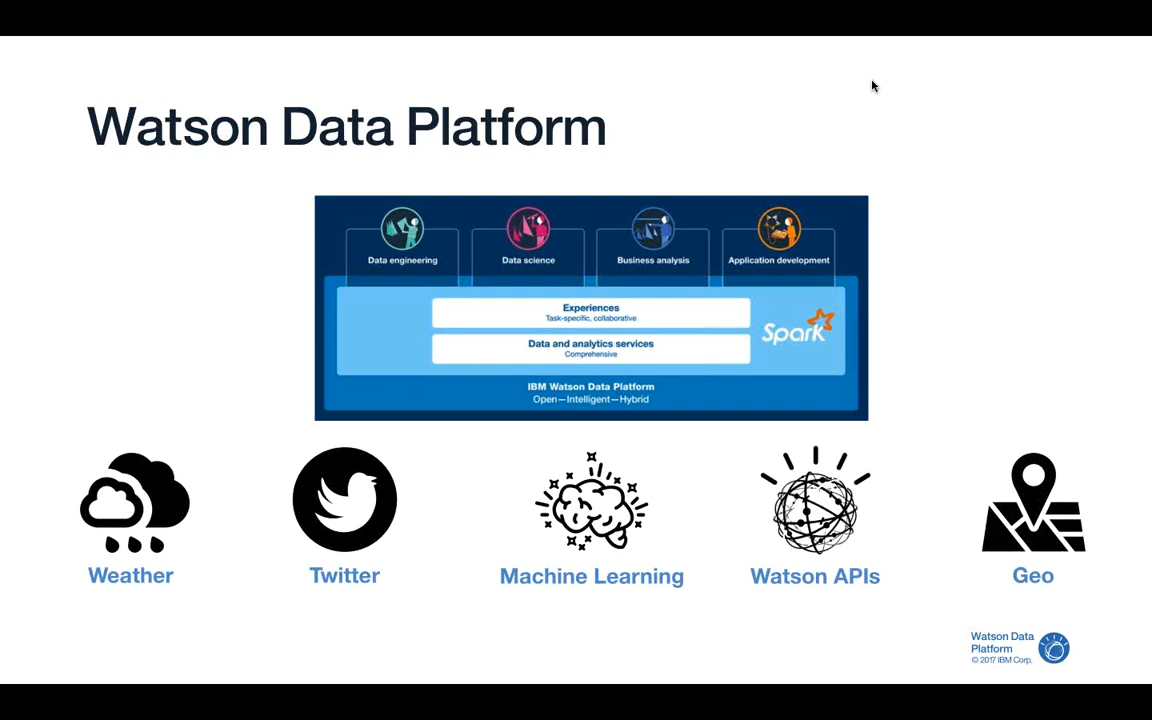 Watson Data Platform
Data engineering
Data science
Business analysis
Application development
Experiences
Task-specific, collaborative
Spark
Data and analytics services
Comprehensive
IBM Watson Data Platform
Open—Intelligent—Hybrid
Weather
Twitter
Machine Learning
Watson APIs
Geo
Watson Data
Platform
© 2017 IBM Corp.